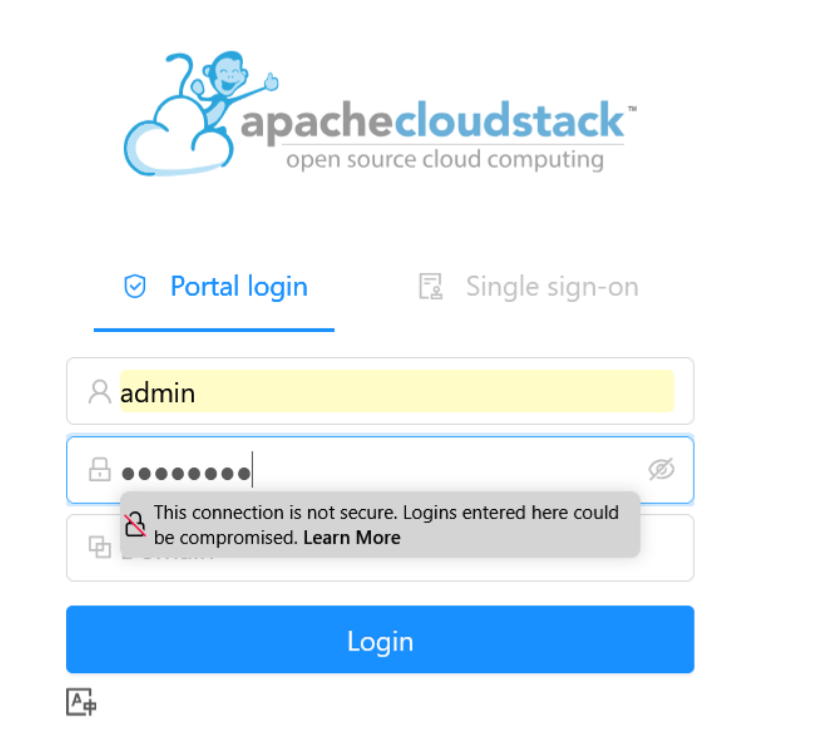 apachecloudstack™
open source cloud computing
Portal login
Single sign-on
admin
This connection is not secure. Logins entered here could
be compromised. Learn More
Login